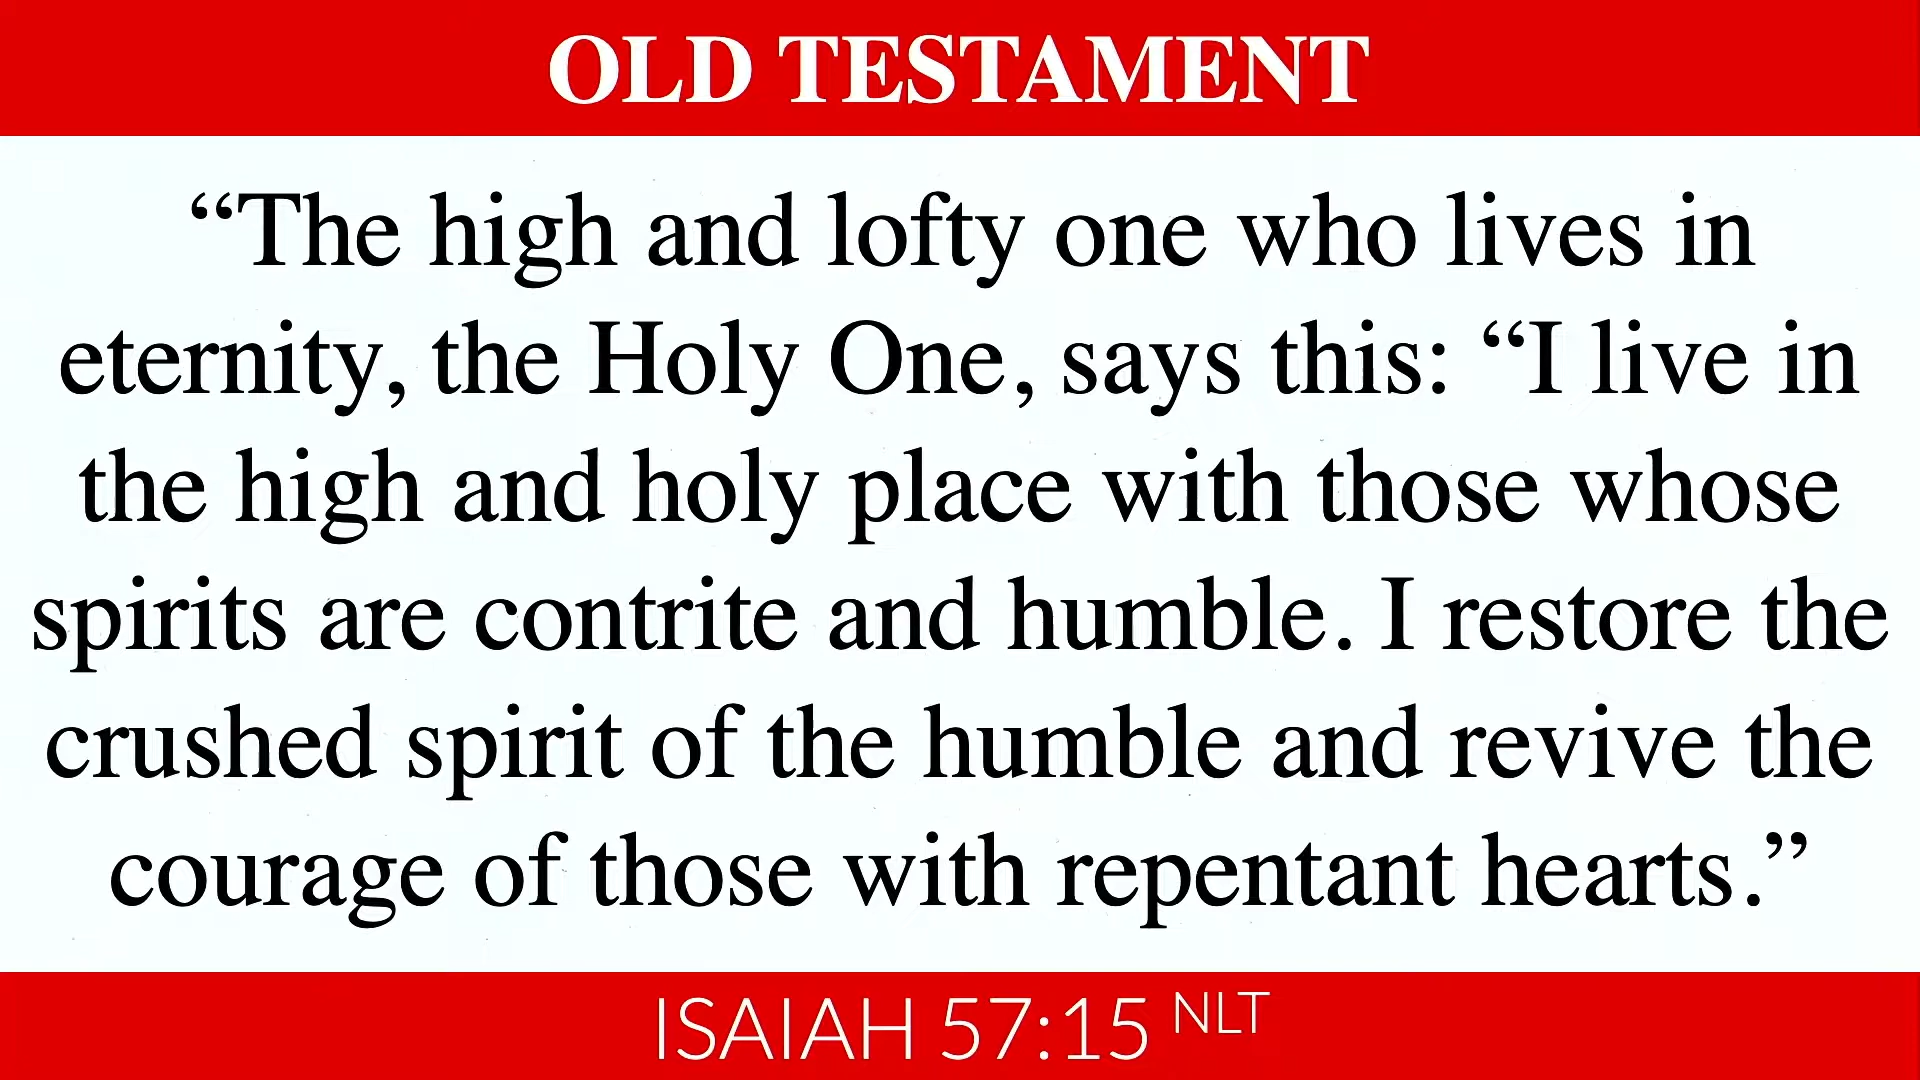 OLD TESTAMENT
“The high and lofty one who lives in
eternity, the Holy One, says this: “I live in
the high and holy place with those whose
spirits are contrite and humble. I restore the
crushed spirit of the humble and revive the
courage of those with repentant hearts.”
ISAIAH 57:15 NLT